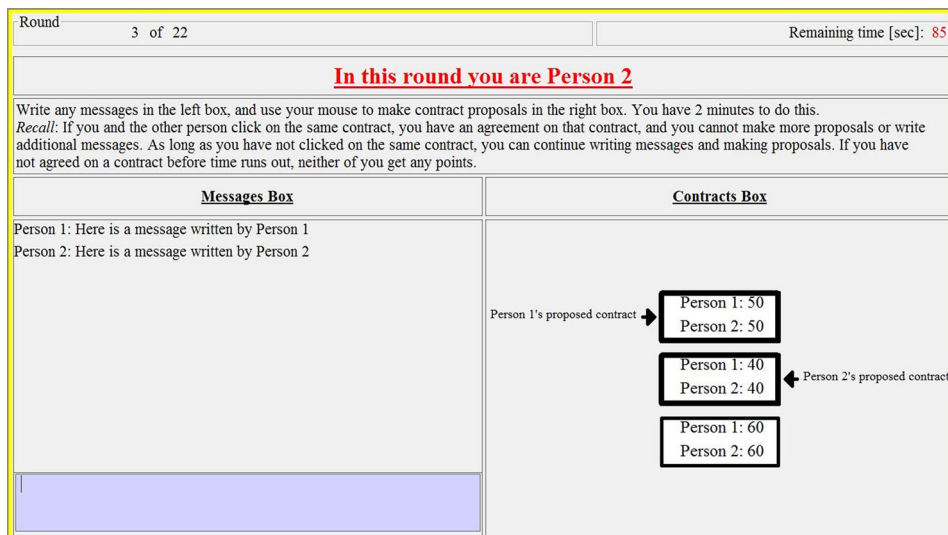 Round
3 of 22
Remaining time [sec]: 85
In this round you are Person 2
Write any messages in the left box, and use your mouse to make contract proposals in the right box. You have 2 minutes to do this.
Recall: If you and the other person click on the same contract, you have an agreement on that contract, and you cannot make more proposals or write
additional messages. As long as you have not clicked on the same contract, you can continue writing messages and making proposals. If you have
not agreed on a contract before time runs out, neither of you get any points.
Messages Box
Contracts Box
Person 1: Here is a message written by Person 1
Person 2: Here is a message written by Person 2
Person 1's proposed contract
Person 1: 50
Person 2: 50
Person 1: 40
Person 2: 40
Person 2's proposed contract
Person 1: 60
Person 2: 60